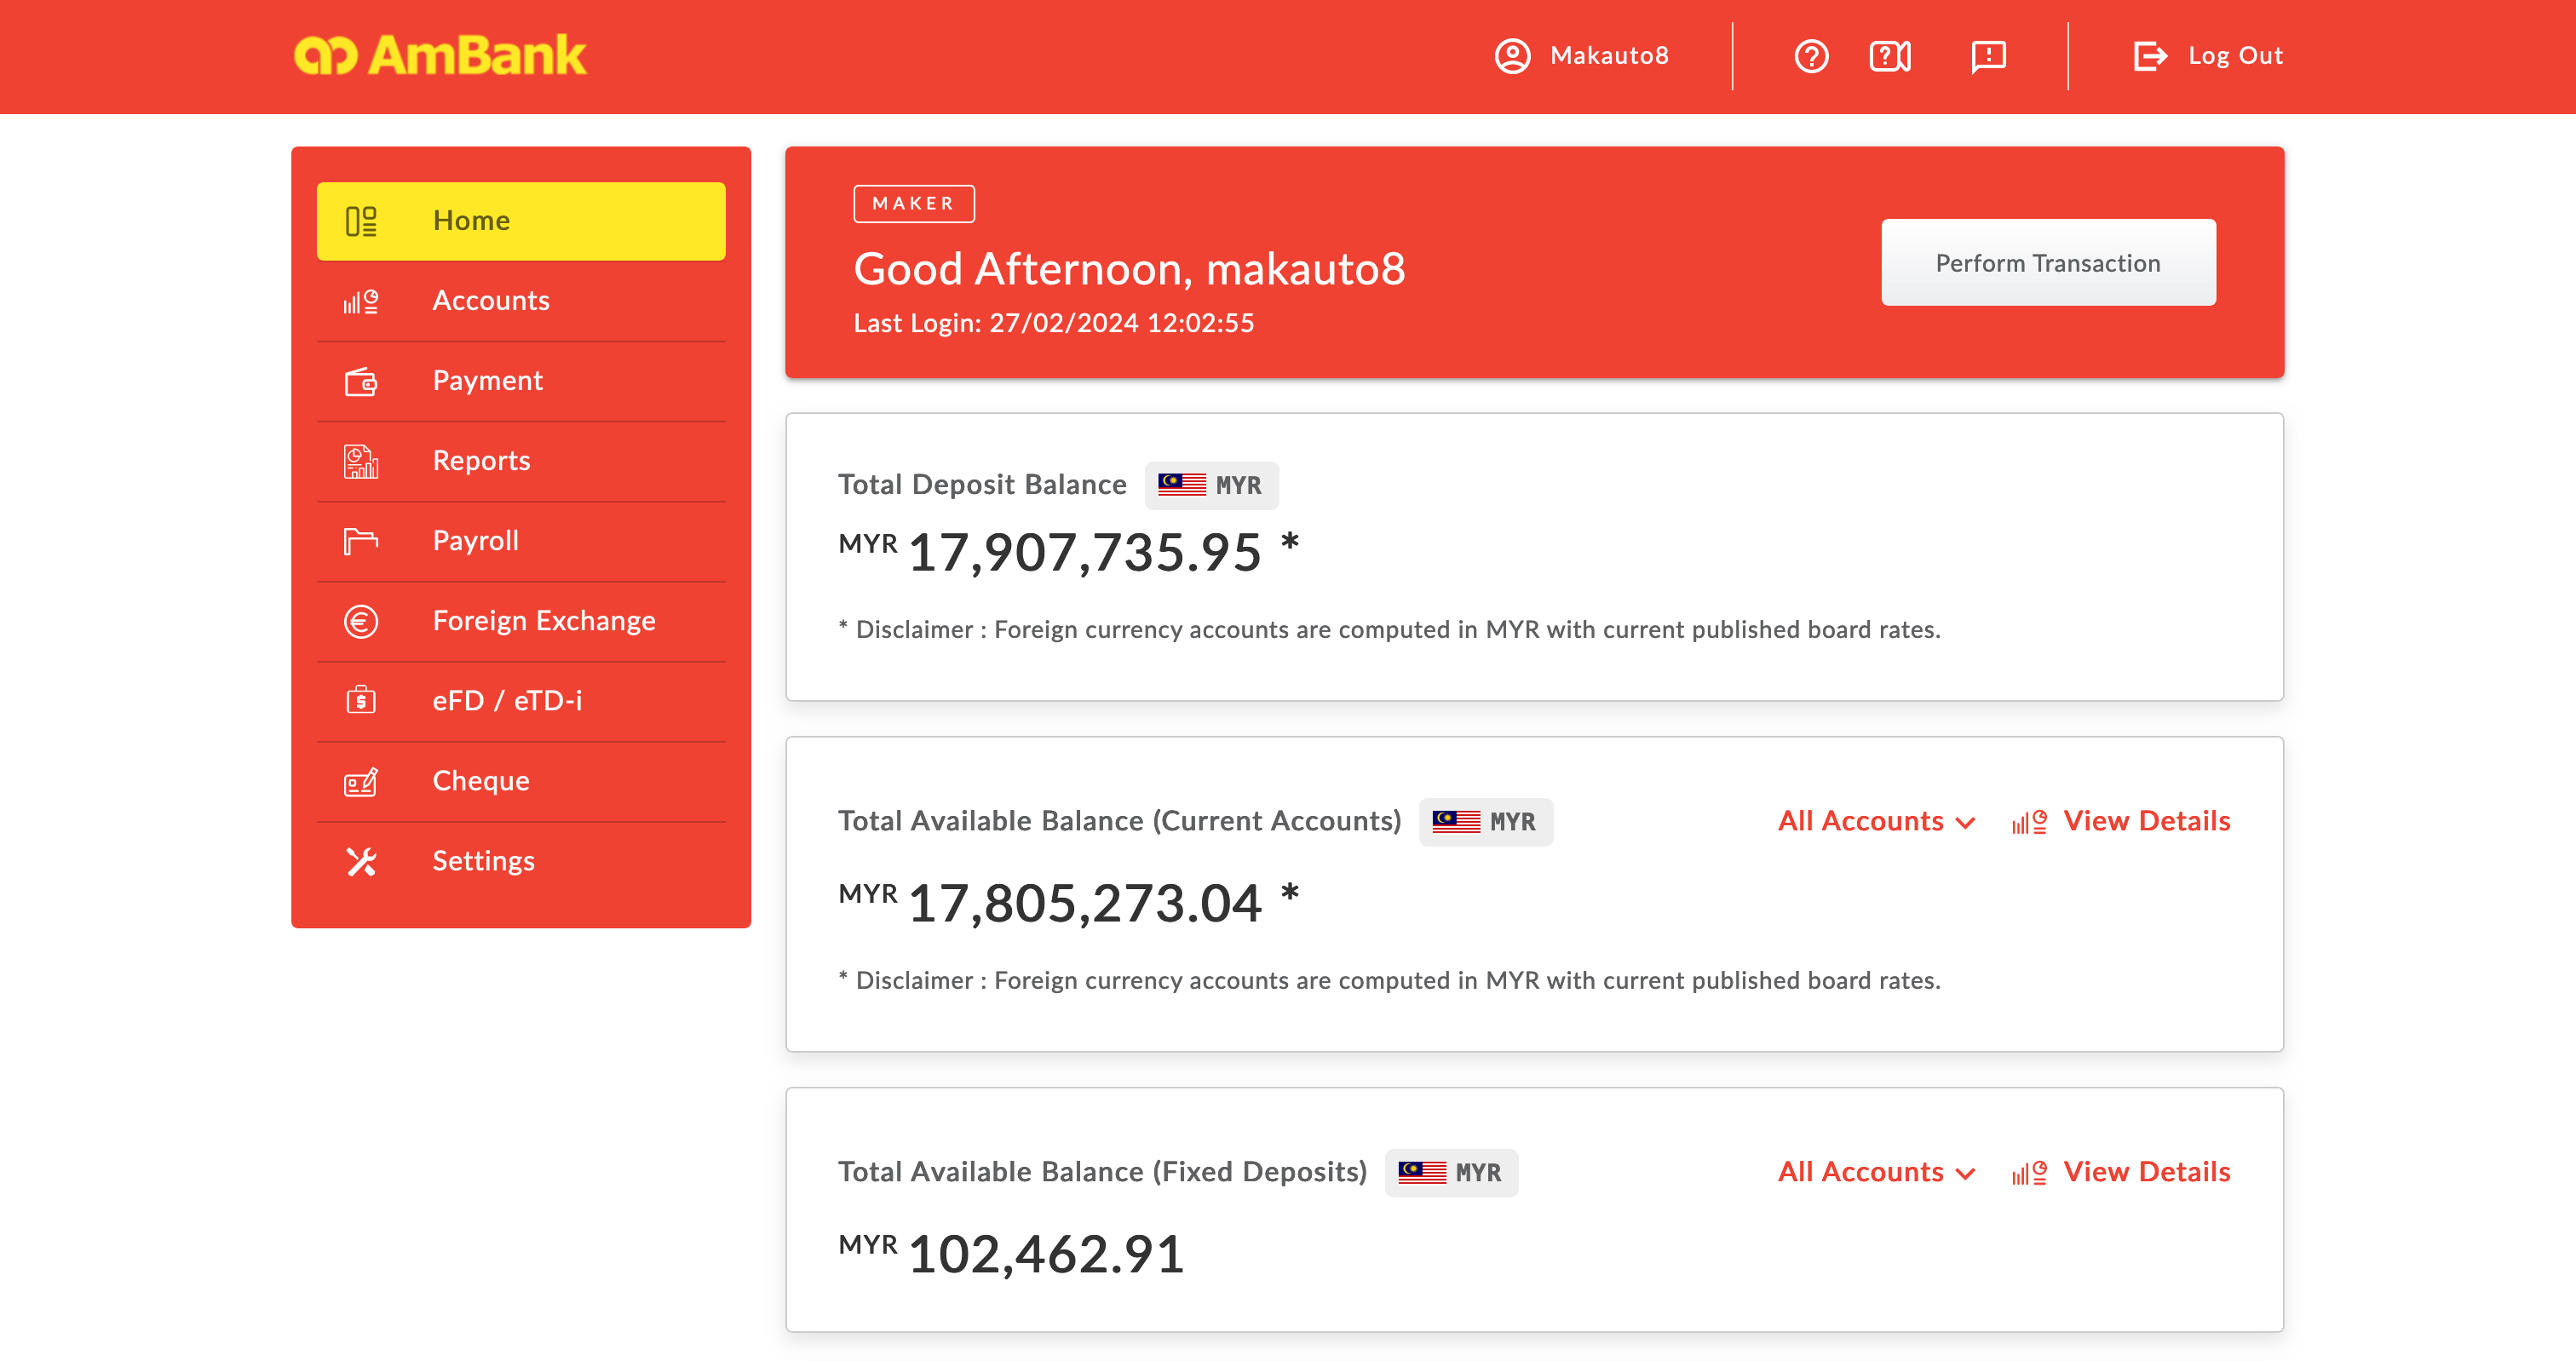 AmBank
Makauto8
Log Out
Home
Accounts
Payment
Reports
Payroll
Foreign Exchange
eFD / eTD-i
Cheque
Settings
MAKER
Good Afternoon, makauto8
Last Login: 27/02/2024 12:02:55
Perform Transaction
Total Deposit Balance MYR
MYR 17,907,735.95 *
* Disclaimer : Foreign currency accounts are computed in MYR with current published board rates.
Total Available Balance (Current Accounts) MYR All Accounts View Details
MYR 17,805,273.04 *
* Disclaimer : Foreign currency accounts are computed in MYR with current published board rates.
Total Available Balance (Fixed Deposits) MYR All Accounts View Details
MYR 102,462.91